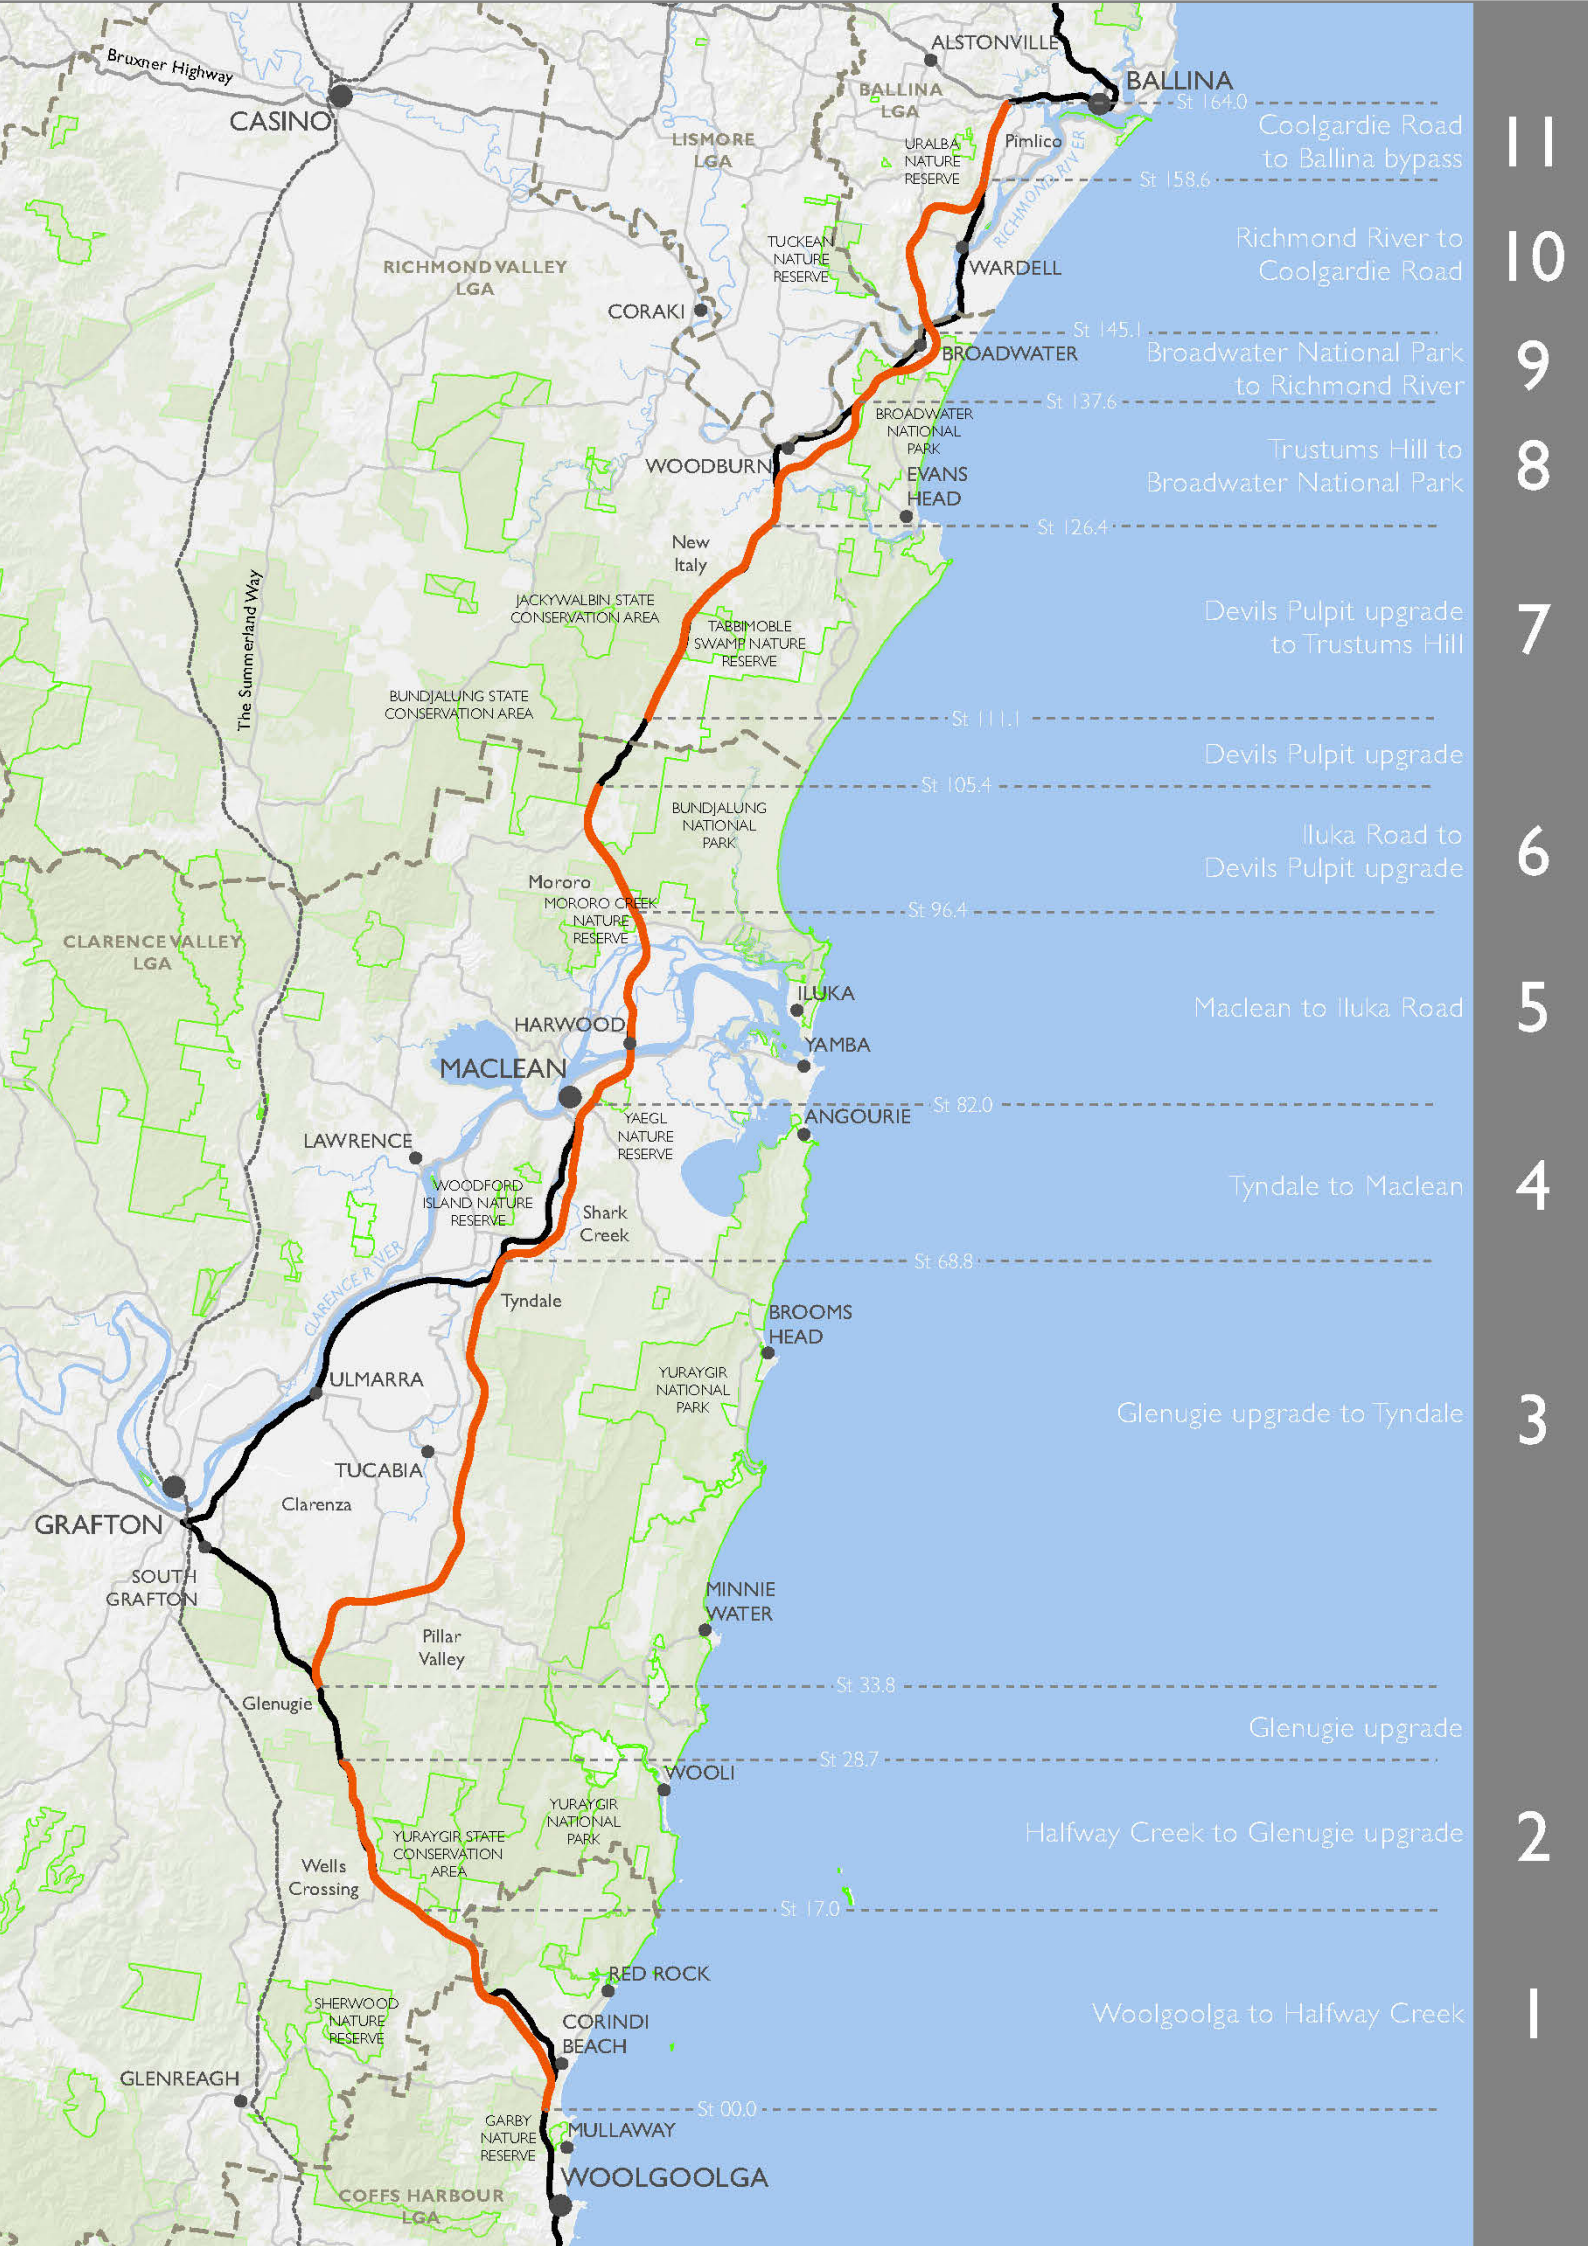 ALSTONVILLE
BALLINA
Bruxner Highway
CASINO
BALLINA
LGA
St 164.0
Coolgardie Road
to Ballina bypass
11
LISMORE
LGA
URALBA
NATURE
RESERVE
Pimlico
RICHMOND RIVER
St 158.6
Richmond River to
Coolgardie Road
10
TUCKEAN
NATURE
RESERVE
WARDELL
RICHMOND VALLEY
LGA
CORAKI
St 145.1
BROADWATER
Broadwater National Park
to Richmond River
9
St 137.6
BROADWATER
NATIONAL
PARK
WOODBURN
EVANS
HEAD
Trustums Hill to
Broadwater National Park
8
St 126.4
New
Italy
The Summerland Way
JACKYWALBIN STATE
CONSERVATION AREA
TABBIMOBLE
SWAMP NATURE
RESERVE
Devils Pulpit upgrade
to Trustums Hill
7
BUNDJALUNG STATE
CONSERVATION AREA
St 111.1
Devils Pulpit upgrade
St 105.4
BUNDJALUNG
NATIONAL
PARK
Iluka Road to
Devils Pulpit upgrade
6
Mororo
MORORO CREEK
NATURE
RESERVE
St 96.4
CLARENCE VALLEY
LGA
ILUKA
Maclean to Iluka Road
5
HARWOOD
YAMBA
MACLEAN
St 82.0
ANGOURIE
YAEGL
NATURE
RESERVE
LAWRENCE
WOODFORD
ISLAND NATURE
RESERVE
Tyndale to Maclean
4
Shark
Creek
CLARENCE RIVER
St 68.8
Tyndale
BROOMS
HEAD
ULMARRA
YURAYGIR
NATIONAL
PARK
Glenugie upgrade to Tyndale
3
TUCABIA
Clarenza
GRAFTON
SOUTH
GRAFTON
MINNIE
WATER
Pillar
Valley
St 33.8
Glenugie
Glenugie upgrade
St 28.7
WOOLI
YURAYGIR
NATIONAL
PARK
YURAYGIR STATE
CONSERVATION
AREA
Halfway Creek to Glenugie upgrade
2
Wells
Crossing
St 17.0
RED ROCK
SHERWOOD
NATURE
RESERVE
CORINDI
BEACH
Woolgoolga to Halfway Creek
1
GLENREAGH
St 00.0
GARBY
NATURE
RESERVE
MULLAWAY
WOOLGOOLGA
COFFS HARBOUR
LGA